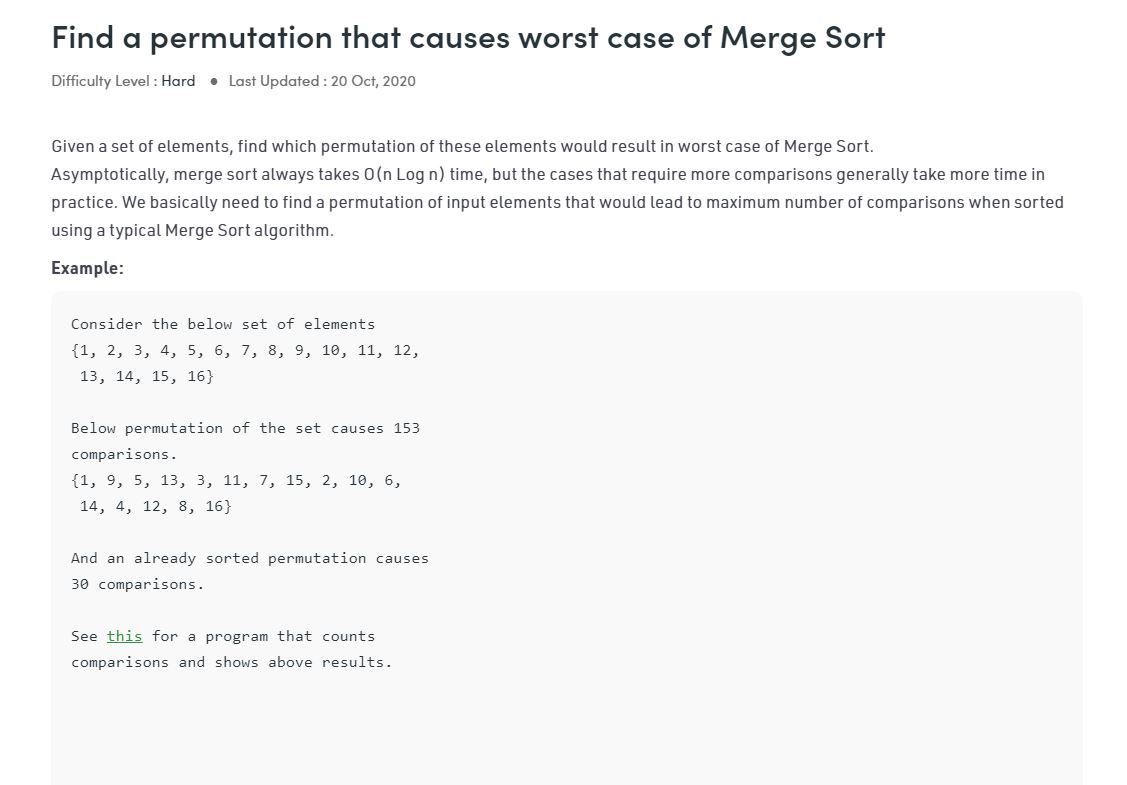 Find a permutation that causes worst case of Merge Sort
Difficulty Level : Hard ● Last Updated : 20 Oct, 2020
Given a set of elements, find which permutation of these elements would result in worst case of Merge Sort.
Asymptotically, merge sort always takes O(n Log n) time, but the cases that require more comparisons generally take more time in
practice. We basically need to find a permutation of input elements that would lead to maximum number of comparisons when sorted
using a typical Merge Sort algorithm.
Example:
Consider the below set of elements
{1, 2, 3, 4, 5, 6, 7, 8, 9, 10, 11, 12,
13, 14, 15, 16}
Below permutation of the set causes 153
comparisons.
{1, 9, 5, 13, 3, 11, 7, 15, 2, 10, 6,
14, 4, 12, 8, 16}
And an already sorted permutation causes
30 comparisons.
See this for a program that counts
comparisons and shows above results.